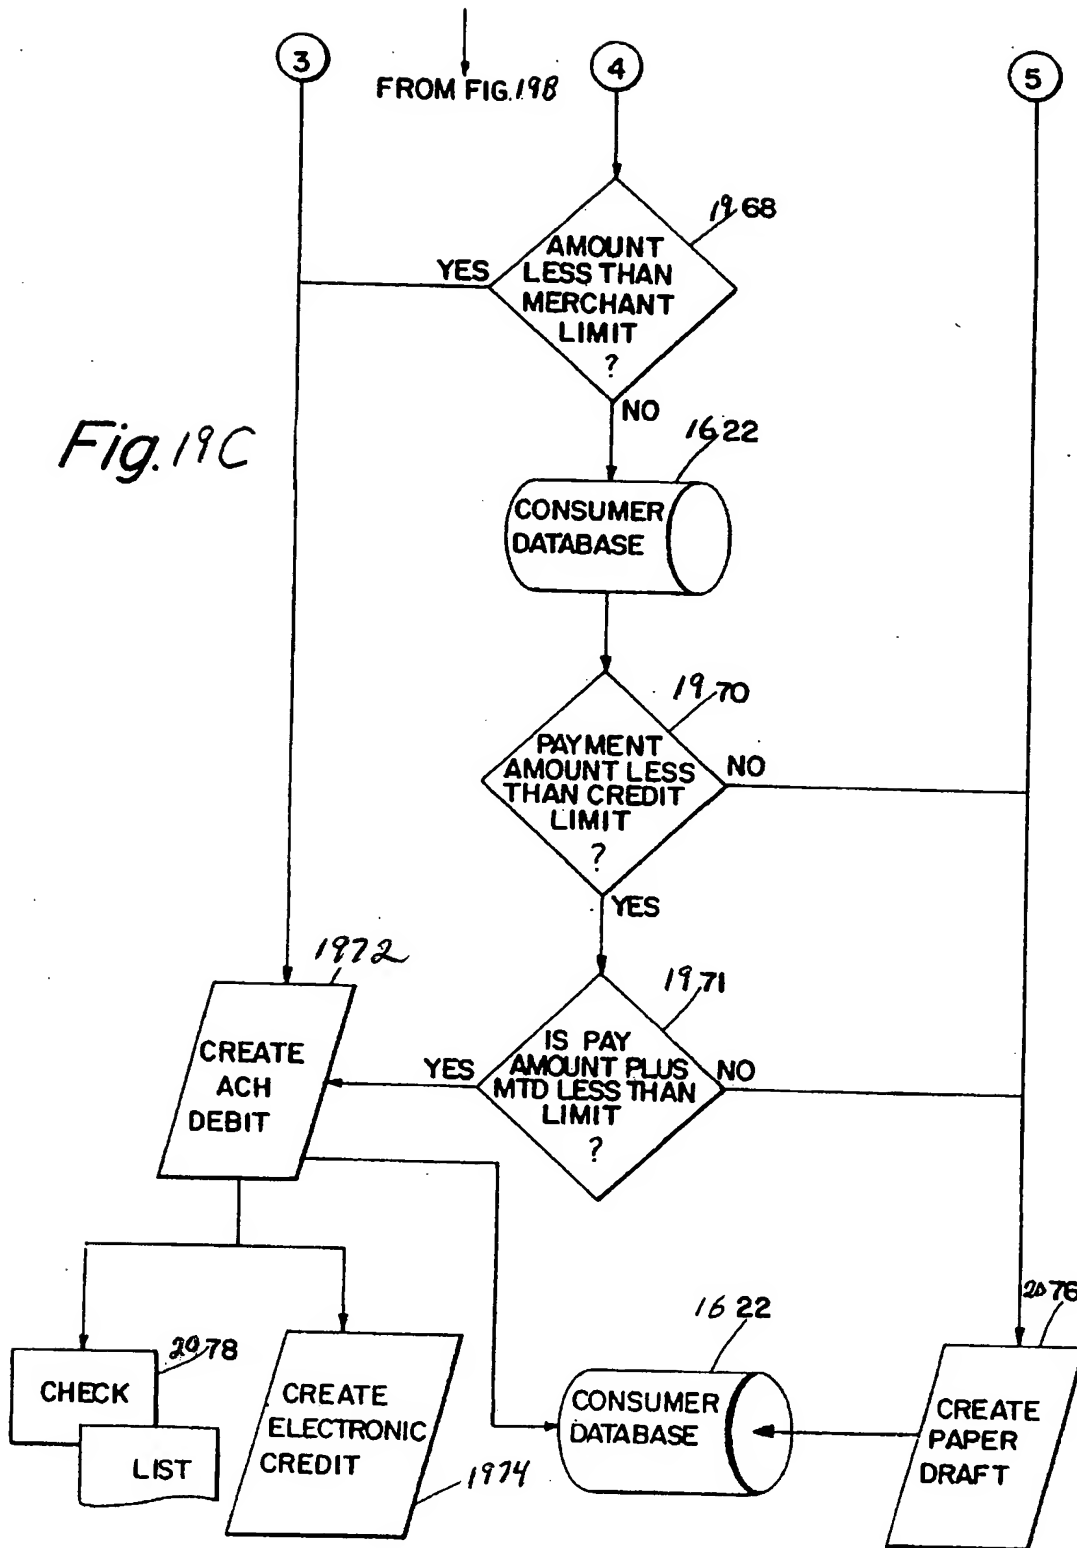 3
FROM FIG.19B
4
5
1968
AMOUNT
LESS THAN
MERCHANT
LIMIT
?
YES
NO
Fig. 19C
1622
CONSUMER
DATABASE
1970
PAYMENT
AMOUNT LESS
THAN CREDIT
LIMIT
?
NO
YES
1972
1971
CREATE
ACH
DEBIT
YES
IS PAY
AMOUNT PLUS
MTD LESS THAN
LIMIT
?
NO
2078
CHECK
LIST
CREATE
ELECTRONIC
CREDIT
1974
1622
CONSUMER
DATABASE
2076
CREATE
PAPER
DRAFT